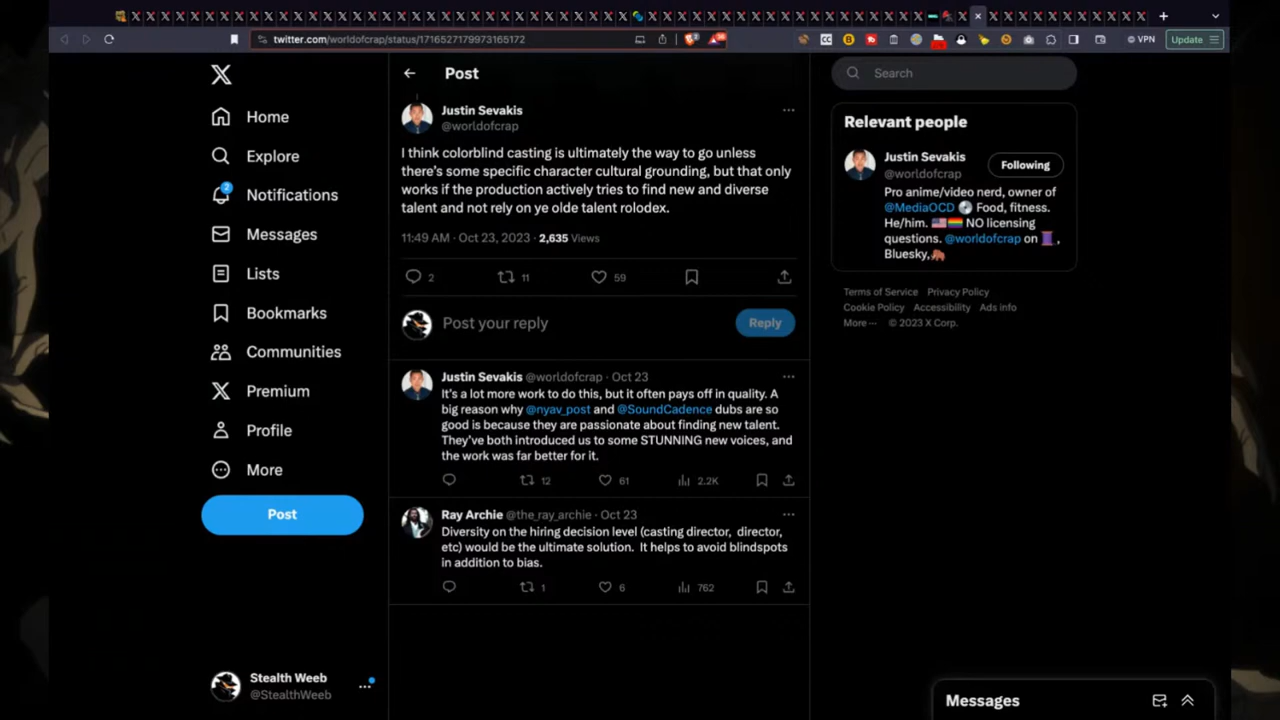 twitter.com/worldofcrap/status/1716527179973165172
VPN
Update
Home
Explore
2
Notifications
Messages
Lists
Bookmarks
Communities
Premium
Profile
More
Post
Stealth Weeb
@StealthWeeb
Post
Justin Sevakis
@worldofcrap
I think colorblind casting is ultimately the way to go unless
there's some specific character cultural grounding, but that only
works if the production actively tries to find new and diverse
talent and not rely on ye olde talent rolodex.
11:49 AM · Oct 23, 2023 · 2,635 Views
2 11 59
Post your reply
Reply
Justin Sevakis @worldofcrap · Oct 23
It's a lot more work to do this, but it often pays off in quality. A
big reason why @nyav_post and @SoundCadence dubs are so
good is because they are passionate about finding new talent.
They've both introduced us to some STUNNING new voices, and
the work was far better for it.
12 61 2.2K
Ray Archie @the_ray_archie · Oct 23
Diversity on the hiring decision level (casting director, director,
etc) would be the ultimate solution. It helps to avoid blindspots
in addition to bias.
1 6 762
Search
Relevant people
Justin Sevakis
@worldofcrap
Following
Pro anime/video nerd, owner of
@MediaOCD Food, fitness.
He/him. NO licensing
questions. @worldofcrap on ,
Bluesky,
Terms of Service Privacy Policy
Cookie Policy Accessibility Ads info
More ··· © 2023 X Corp.
Messages